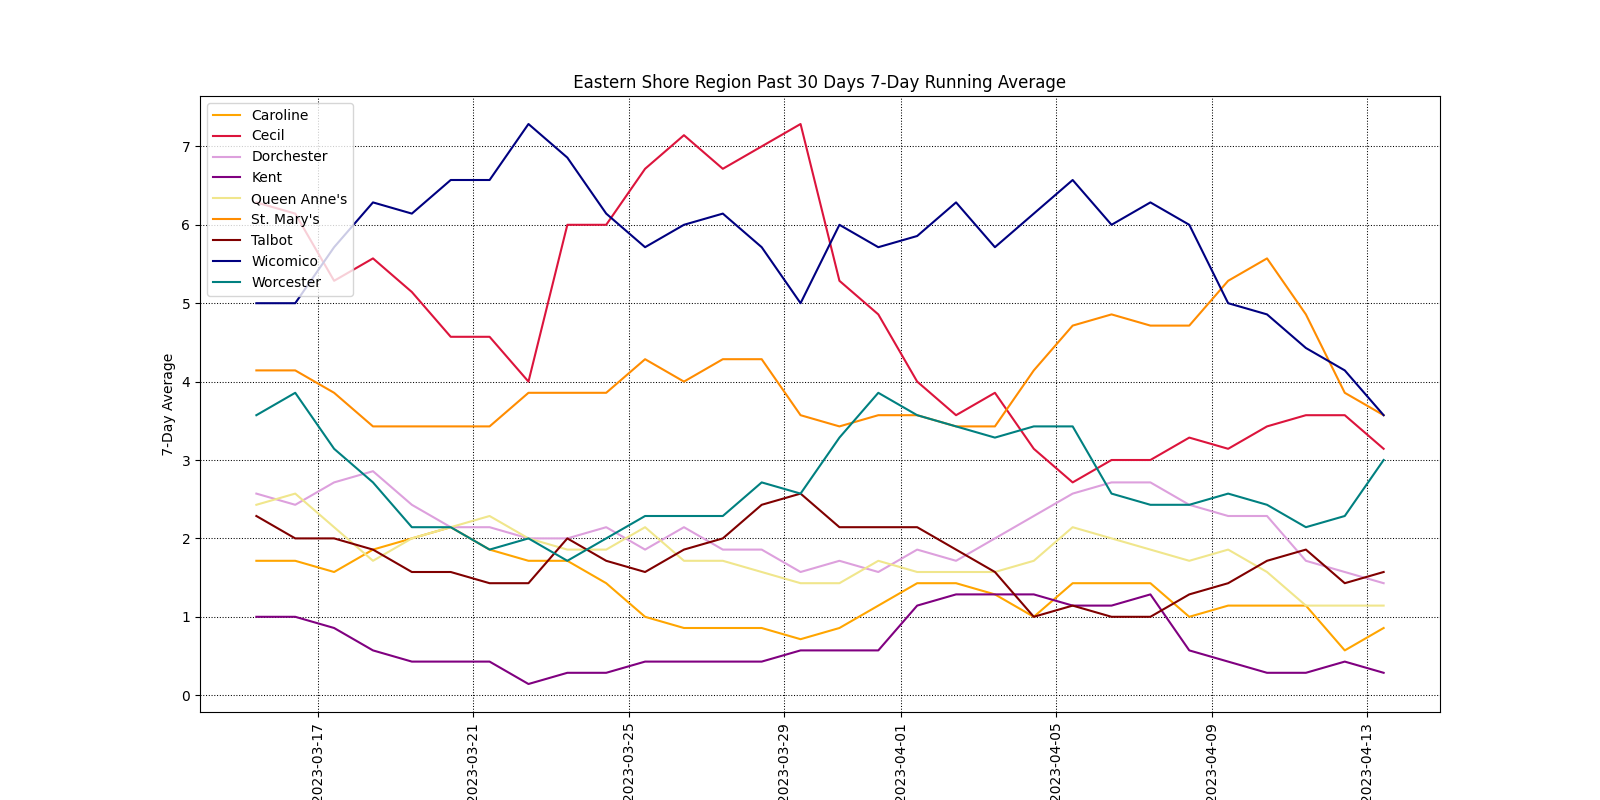 Eastern Shore Region Past 30 Days 7-Day Running Average
Caroline
Cecil
Dorchester
Kent
Queen Anne's
St. Mary's
Talbot
Wicomico
Worcester
7-Day Average
7
6
5
4
3
2
1
0
2023-03-17
2023-03-21
2023-03-25
2023-03-29
2023-04-01
2023-04-05
2023-04-09
2023-04-13